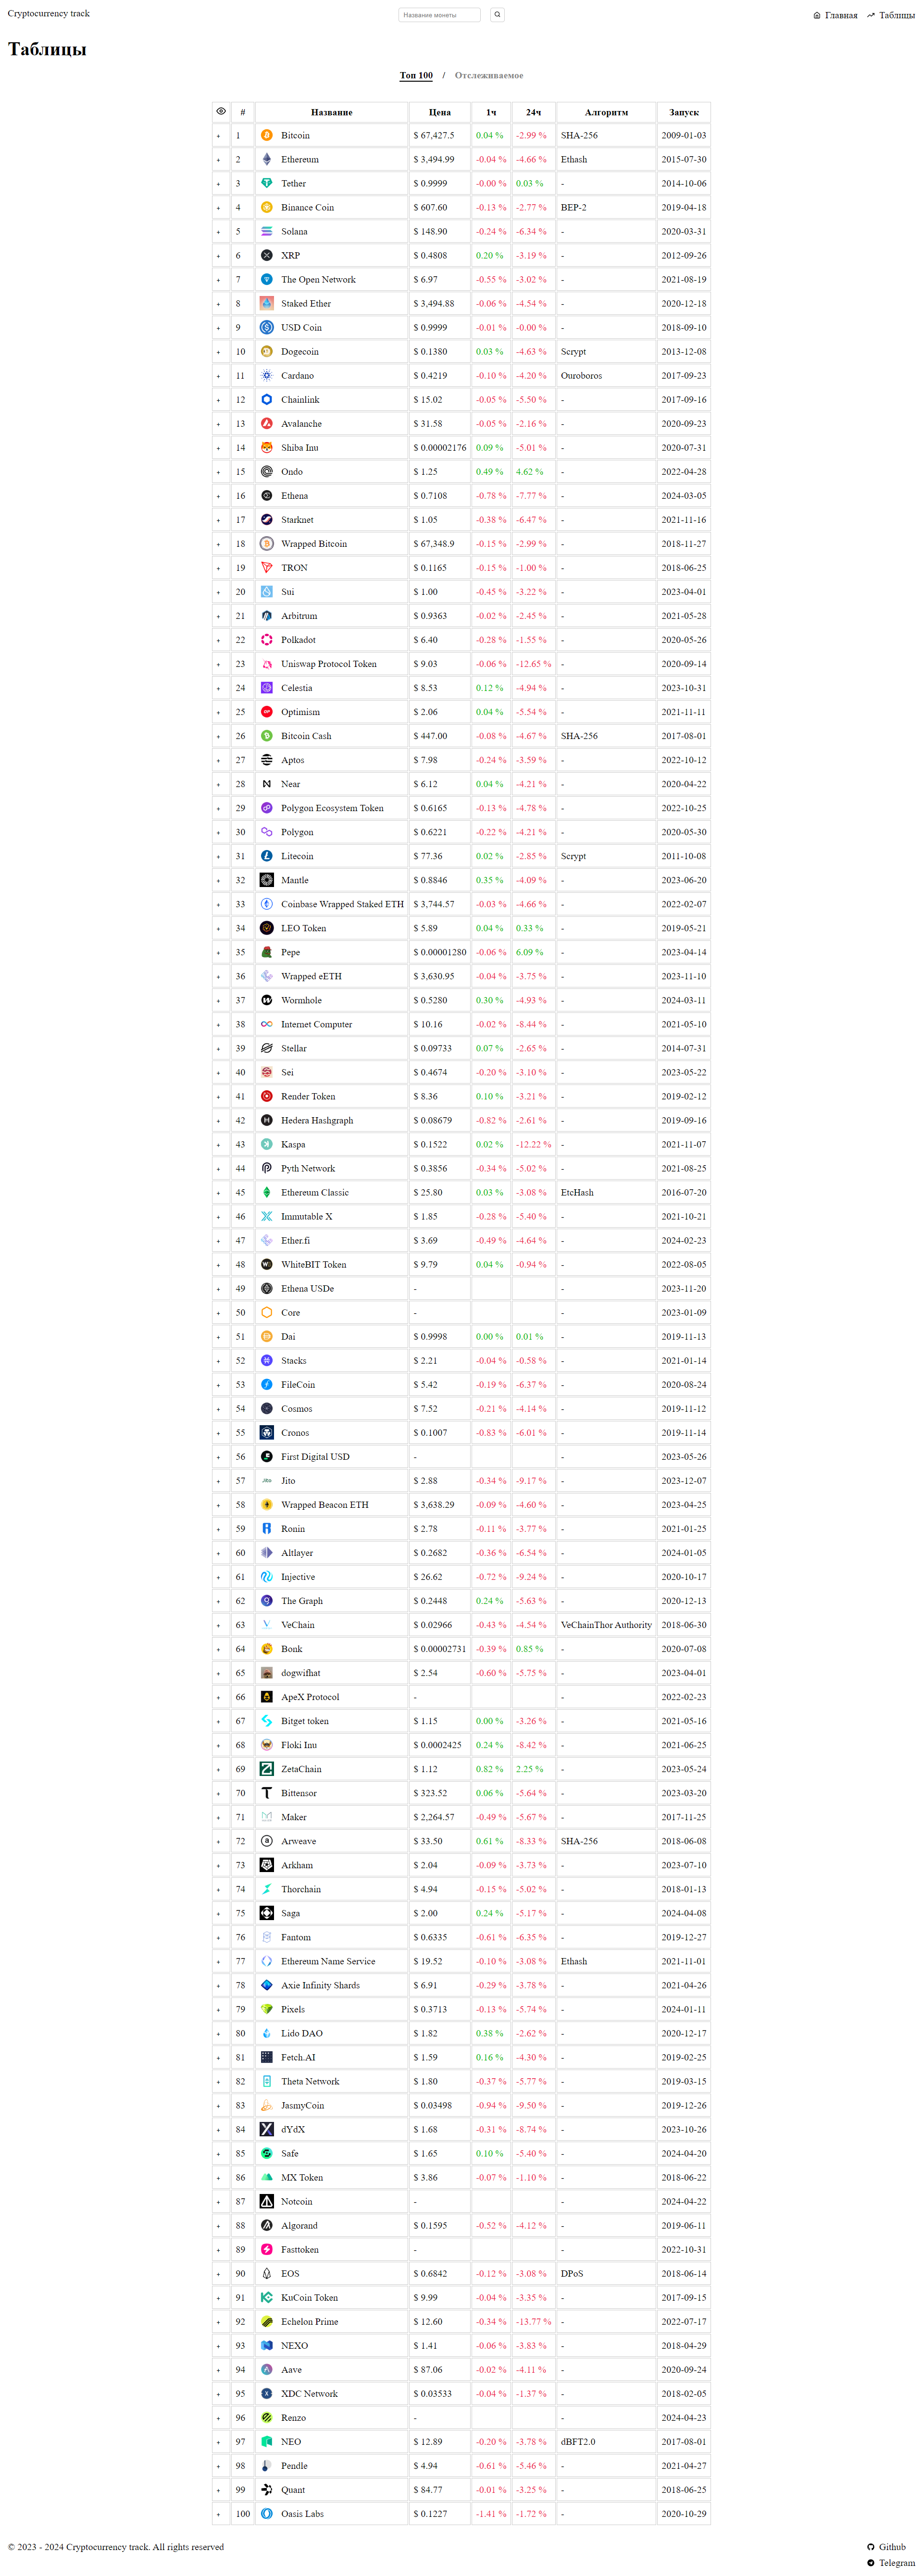 Cryptocurrency track
Название монеты
Главная Таблицы
Таблицы
Топ 100 / Отслеживаемое
# Название Цена 1ч 24ч Алгоритм Запуск
+ 1 Bitcoin $ 67,427.5 0.04 % -2.99 % SHA-256 2009-01-03
+ 2 Ethereum $ 3,494.99 -0.04 % -4.66 % Ethash 2015-07-30
+ 3 Tether $ 0.9999 -0.00 % 0.03 % - 2014-10-06
+ 4 Binance Coin $ 607.60 -0.13 % -2.77 % BEP-2 2019-04-18
+ 5 Solana $ 148.90 -0.24 % -6.34 % - 2020-03-31
+ 6 XRP $ 0.4808 0.20 % -3.19 % - 2012-09-26
+ 7 The Open Network $ 6.97 -0.55 % -3.02 % - 2021-08-19
+ 8 Staked Ether $ 3,494.88 -0.06 % -4.54 % - 2020-12-18
+ 9 USD Coin $ 0.9999 -0.01 % -0.00 % - 2018-09-10
+ 10 Dogecoin $ 0.1380 0.03 % -4.63 % Scrypt 2013-12-08
+ 11 Cardano $ 0.4219 -0.10 % -4.20 % Ouroboros 2017-09-23
+ 12 Chainlink $ 15.02 -0.05 % -5.50 % - 2017-09-16
+ 13 Avalanche $ 31.58 -0.05 % -2.16 % - 2020-09-23
+ 14 Shiba Inu $ 0.00002176 0.09 % -5.01 % - 2020-07-31
+ 15 Ondo $ 1.25 0.49 % 4.62 % - 2022-04-28
+ 16 Ethena $ 0.7108 -0.78 % -7.77 % - 2024-03-05
+ 17 Starknet $ 1.05 -0.38 % -6.47 % - 2021-11-16
+ 18 Wrapped Bitcoin $ 67,348.9 -0.15 % -2.99 % - 2018-11-27
+ 19 TRON $ 0.1165 -0.15 % -1.00 % - 2018-06-25
+ 20 Sui $ 1.00 -0.45 % -3.22 % - 2023-04-01
+ 21 Arbitrum $ 0.9363 -0.02 % -2.45 % - 2021-05-28
+ 22 Polkadot $ 6.40 -0.28 % -1.55 % - 2020-05-26
+ 23 Uniswap Protocol Token $ 9.03 -0.06 % -12.65 % - 2020-09-14
+ 24 Celestia $ 8.53 0.12 % -4.94 % - 2023-10-31
+ 25 Optimism $ 2.06 0.04 % -5.54 % - 2021-11-11
+ 26 Bitcoin Cash $ 447.00 -0.08 % -4.67 % SHA-256 2017-08-01
+ 27 Aptos $ 7.98 -0.24 % -3.59 % - 2022-10-12
+ 28 Near $ 6.12 0.04 % -4.21 % - 2020-04-22
+ 29 Polygon Ecosystem Token $ 0.6165 -0.13 % -4.78 % - 2022-10-25
+ 30 Polygon $ 0.6221 -0.22 % -4.21 % - 2020-05-30
+ 31 Litecoin $ 77.36 0.02 % -2.85 % Scrypt 2011-10-08
+ 32 Mantle $ 0.8846 0.35 % -4.09 % - 2023-06-20
+ 33 Coinbase Wrapped Staked ETH $ 3,744.57 -0.03 % -4.66 % - 2022-02-07
+ 34 LEO Token $ 5.89 0.04 % 0.33 % - 2019-05-21
+ 35 Pepe $ 0.00001280 -0.06 % 6.09 % - 2023-04-14
+ 36 Wrapped eETH $ 3,630.95 -0.04 % -3.75 % - 2023-11-10
+ 37 Wormhole $ 0.5280 0.30 % -4.93 % - 2024-03-11
+ 38 Internet Computer $ 10.16 -0.02 % -8.44 % - 2021-05-10
+ 39 Stellar $ 0.09733 0.07 % -2.65 % - 2014-07-31
+ 40 Sei $ 0.4674 -0.20 % -3.10 % - 2023-05-22
+ 41 Render Token $ 8.36 0.10 % -3.21 % - 2019-02-12
+ 42 Hedera Hashgraph $ 0.08679 -0.82 % -2.61 % - 2019-09-16
+ 43 Kaspa $ 0.1522 0.02 % -12.22 % - 2021-11-07
+ 44 Pyth Network $ 0.3856 -0.34 % -5.02 % - 2021-08-25
+ 45 Ethereum Classic $ 25.80 0.03 % -3.08 % EtcHash 2016-07-20
+ 46 Immutable X $ 1.85 -0.28 % -5.40 % - 2021-10-21
+ 47 Ether.fi $ 3.69 -0.49 % -4.64 % - 2024-02-23
+ 48 WhiteBIT Token $ 9.79 0.04 % -0.94 % - 2022-08-05
+ 49 Ethena USDe - - 2023-11-20
+ 50 Core - - 2023-01-09
+ 51 Dai $ 0.9998 0.00 % 0.01 % - 2019-11-13
+ 52 Stacks $ 2.21 -0.04 % -0.58 % - 2021-01-14
+ 53 FileCoin $ 5.42 -0.19 % -6.37 % - 2020-08-24
+ 54 Cosmos $ 7.52 -0.21 % -4.14 % - 2019-11-12
+ 55 Cronos $ 0.1007 -0.83 % -6.01 % - 2019-11-14
+ 56 First Digital USD - - 2023-05-26
+ 57 Jito $ 2.88 -0.34 % -9.17 % - 2023-12-07
+ 58 Wrapped Beacon ETH $ 3,638.29 -0.09 % -4.60 % - 2023-04-25
+ 59 Ronin $ 2.78 -0.11 % -3.77 % - 2021-01-25
+ 60 Altlayer $ 0.2682 -0.36 % -6.54 % - 2024-01-05
+ 61 Injective $ 26.62 -0.72 % -9.24 % - 2020-10-17
+ 62 The Graph $ 0.2448 0.24 % -5.63 % - 2020-12-13
+ 63 VeChain $ 0.02966 -0.43 % -4.54 % VeChainThor Authority 2018-06-30
+ 64 Bonk $ 0.00002731 -0.39 % 0.85 % - 2020-07-08
+ 65 dogwifhat $ 2.54 -0.60 % -5.75 % - 2023-04-01
+ 66 ApeX Protocol - - 2022-02-23
+ 67 Bitget token $ 1.15 0.00 % -3.26 % - 2021-05-16
+ 68 Floki Inu $ 0.0002425 0.24 % -8.42 % - 2021-06-25
+ 69 ZetaChain $ 1.12 0.82 % 2.25 % - 2023-05-24
+ 70 Bittensor $ 323.52 0.06 % -5.64 % - 2023-03-20
+ 71 Maker $ 2,264.57 -0.49 % -5.67 % - 2017-11-25
+ 72 Arweave $ 33.50 0.61 % -8.33 % SHA-256 2018-06-08
+ 73 Arkham $ 2.04 -0.09 % -3.73 % - 2023-07-10
+ 74 Thorchain $ 4.94 -0.15 % -5.02 % - 2018-01-13
+ 75 Saga $ 2.00 0.24 % -5.17 % - 2024-04-08
+ 76 Fantom $ 0.6335 -0.61 % -6.35 % - 2019-12-27
+ 77 Ethereum Name Service $ 19.52 -0.10 % -3.08 % Ethash 2021-11-01
+ 78 Axie Infinity Shards $ 6.91 -0.29 % -3.78 % - 2021-04-26
+ 79 Pixels $ 0.3713 -0.13 % -5.74 % - 2024-01-11
+ 80 Lido DAO $ 1.82 0.38 % -2.62 % - 2020-12-17
+ 81 Fetch.AI $ 1.59 0.16 % -4.30 % - 2019-02-25
+ 82 Theta Network $ 1.80 -0.37 % -5.77 % - 2019-03-15
+ 83 JasmyCoin $ 0.03498 -0.94 % -9.50 % - 2019-12-26
+ 84 dYdX $ 1.68 -0.31 % -8.74 % - 2023-10-26
+ 85 Safe $ 1.65 0.10 % -5.40 % - 2024-04-20
+ 86 MX Token $ 3.86 -0.07 % -1.10 % - 2018-06-22
+ 87 Notcoin - - 2024-04-22
+ 88 Algorand $ 0.1595 -0.52 % -4.12 % - 2019-06-11
+ 89 Fasttoken - - 2022-10-31
+ 90 EOS $ 0.6842 -0.12 % -3.08 % DPoS 2018-06-14
+ 91 KuCoin Token $ 9.99 -0.04 % -3.35 % - 2017-09-15
+ 92 Echelon Prime $ 12.60 -0.34 % -13.77 % - 2022-07-17
+ 93 NEXO $ 1.41 -0.06 % -3.83 % - 2018-04-29
+ 94 Aave $ 87.06 -0.02 % -4.11 % - 2020-09-24
+ 95 XDC Network $ 0.03533 -0.04 % -1.37 % - 2018-02-05
+ 96 Renzo - - 2024-04-23
+ 97 NEO $ 12.89 -0.20 % -3.78 % dBFT2.0 2017-08-01
+ 98 Pendle $ 4.94 -0.61 % -5.46 % - 2021-04-27
+ 99 Quant $ 84.77 -0.01 % -3.25 % - 2018-06-25
+ 100 Oasis Labs $ 0.1227 -1.41 % -1.72 % - 2020-10-29
© 2023 - 2024 Cryptocurrency track. All rights reserved
Github
Telegram